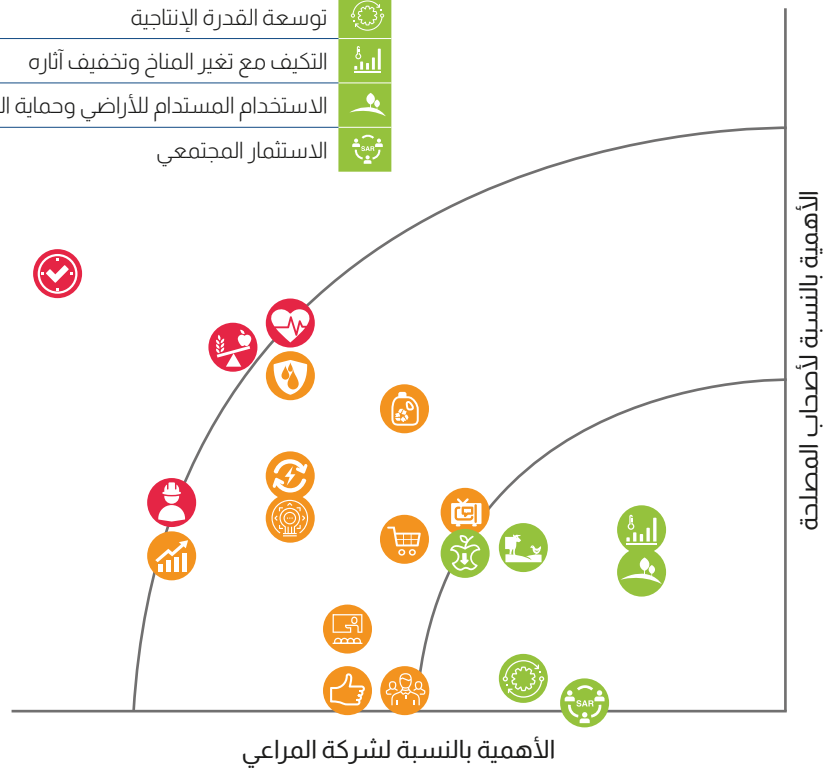 توسعة القدرة الإنتاجية
التكيف مع تغير المناخ وتخفيف آثاره
الاستخدام المستدام للأراضي وحماية
الاستثمار المجتمعي
SAR
الأهمية بالنسبة لأصحاب المصلحة
SAR
الأهمية بالنسبة لشركة المراعي